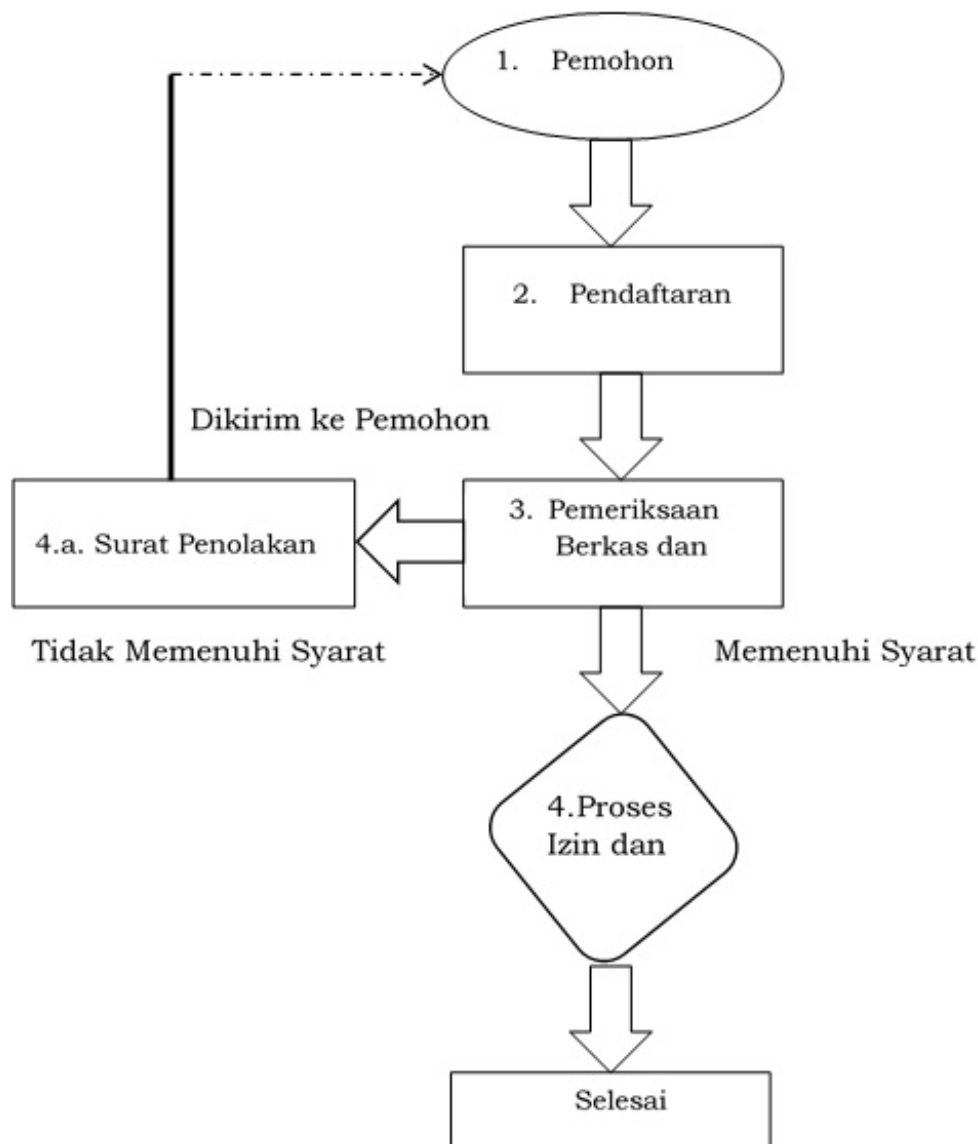 1. Pemohon
2. Pendaftaran
Dikirim ke Pemohon
3. Pemeriksaan
Berkas dan
4.a. Surat Penolakan
Tidak Memenuhi Syarat
Memenuhi Syarat
4.Proses
Izin dan
Selesai